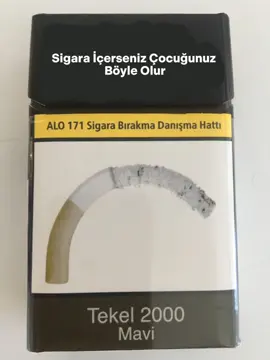 Sigara İçerseniz Çocuğunuz
Böyle Olur
ALO 171 Sigara Bırakma Danışma Hattı
Tekel 2000
Mavi